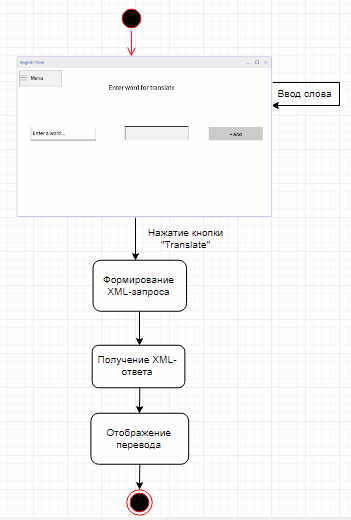 English Time
Menu
Enter word for translate
Ввод слова
Enter a word...
+ Add
Нажатие кнопки
"Translate"
Формирование
XML-запроса
Получение XML-
ответа
Отображение
перевода